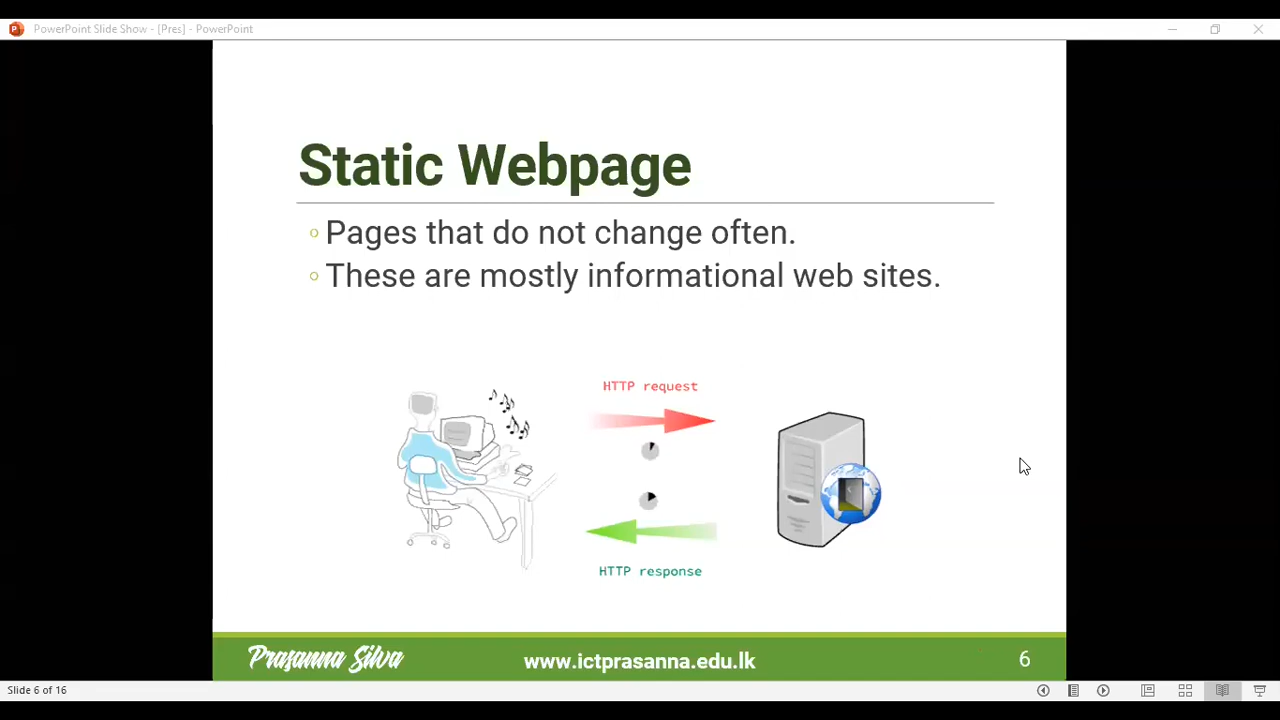 PowerPoint Slide Show - [Pres] - PowerPoint
Static Webpage
Pages that do not change often.
These are mostly informational web sites.
HTTP request
HTTP response
Prasanna Silva
www.ictprasanna.edu.lk
6
Slide 6 of 16